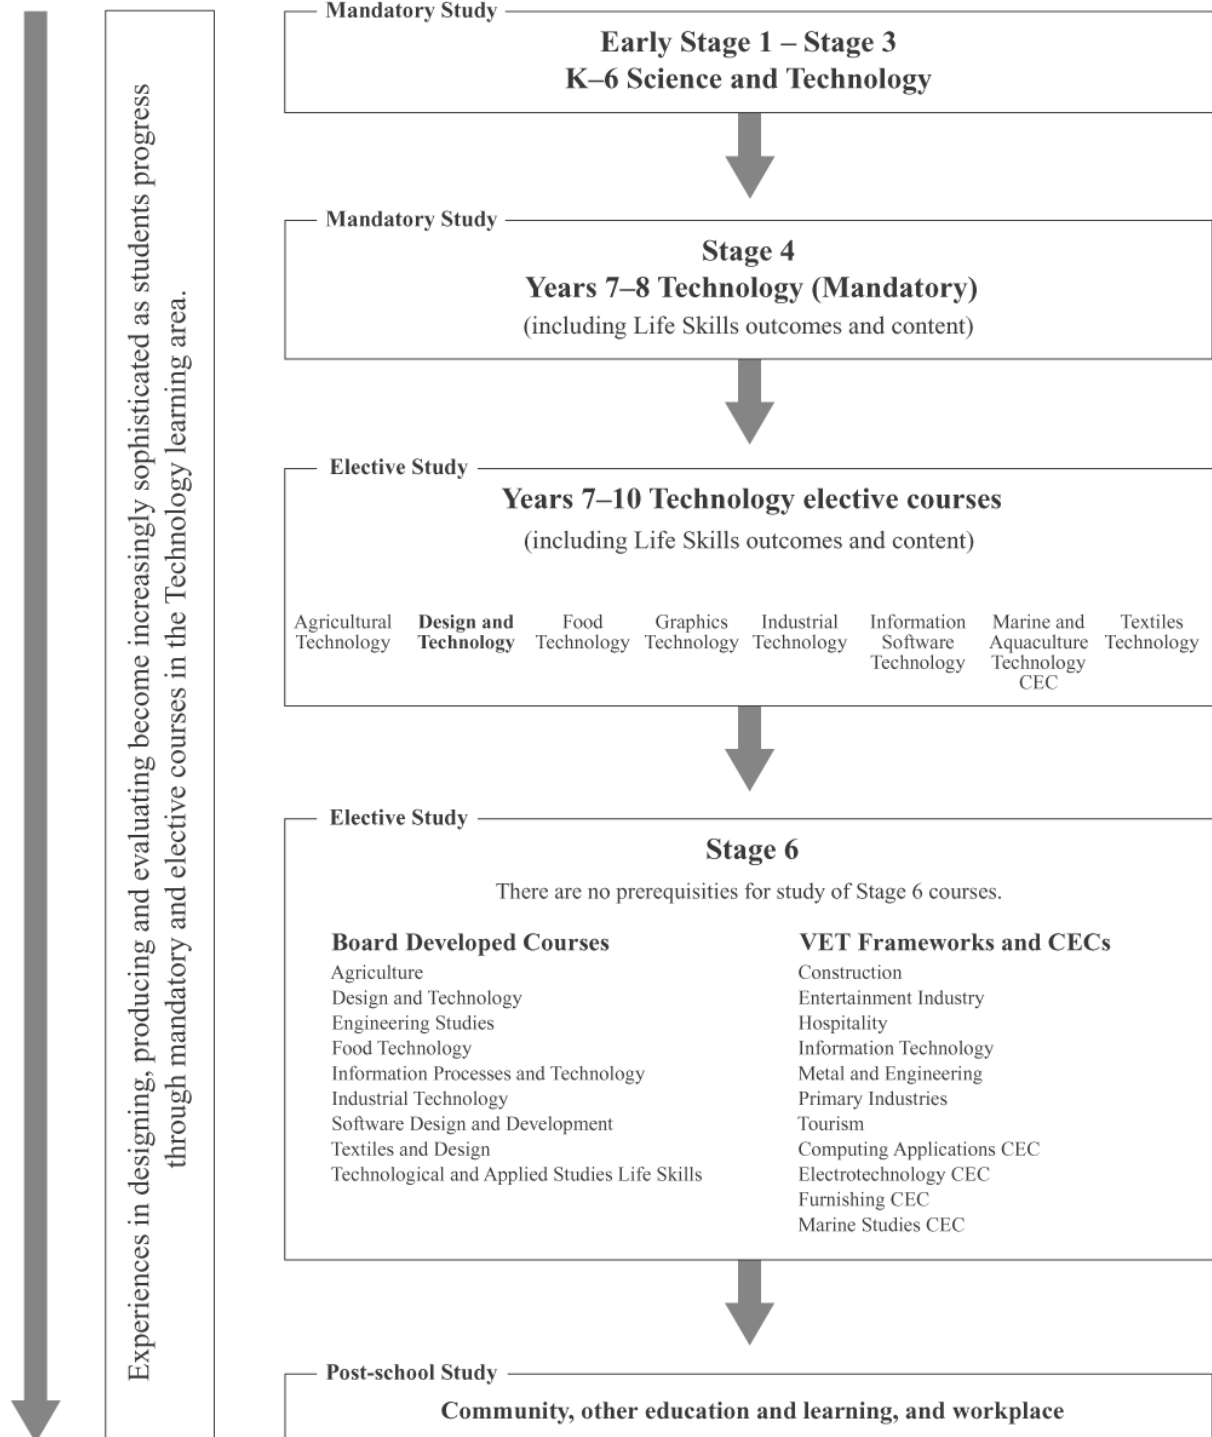 Experiences in designing, producing and evaluating become increasingly sophisticated as students progress
through mandatory and elective courses in the Technology learning area.
Mandatory Study
Early Stage 1 – Stage 3
K–6 Science and Technology
Mandatory Study
Stage 4
Years 7–8 Technology (Mandatory)
(including Life Skills outcomes and content)
Elective Study
Years 7–10 Technology elective courses
(including Life Skills outcomes and content)
Agricultural
Technology
Design and
Technology
Food
Technology
Graphics
Technology
Industrial
Technology
Information
Software
Technology
Marine and
Aquaculture
Technology
CEC
Textiles
Technology
Elective Study
Stage 6
There are no prerequisities for study of Stage 6 courses.
Board Developed Courses
Agriculture
Design and Technology
Engineering Studies
Food Technology
Information Processes and Technology
Industrial Technology
Software Design and Development
Textiles and Design
Technological and Applied Studies Life Skills
VET Frameworks and CECs
Construction
Entertainment Industry
Hospitality
Information Technology
Metal and Engineering
Primary Industries
Tourism
Computing Applications CEC
Electrotechnology CEC
Furnishing CEC
Marine Studies CEC
Post-school Study
Community, other education and learning, and workplace